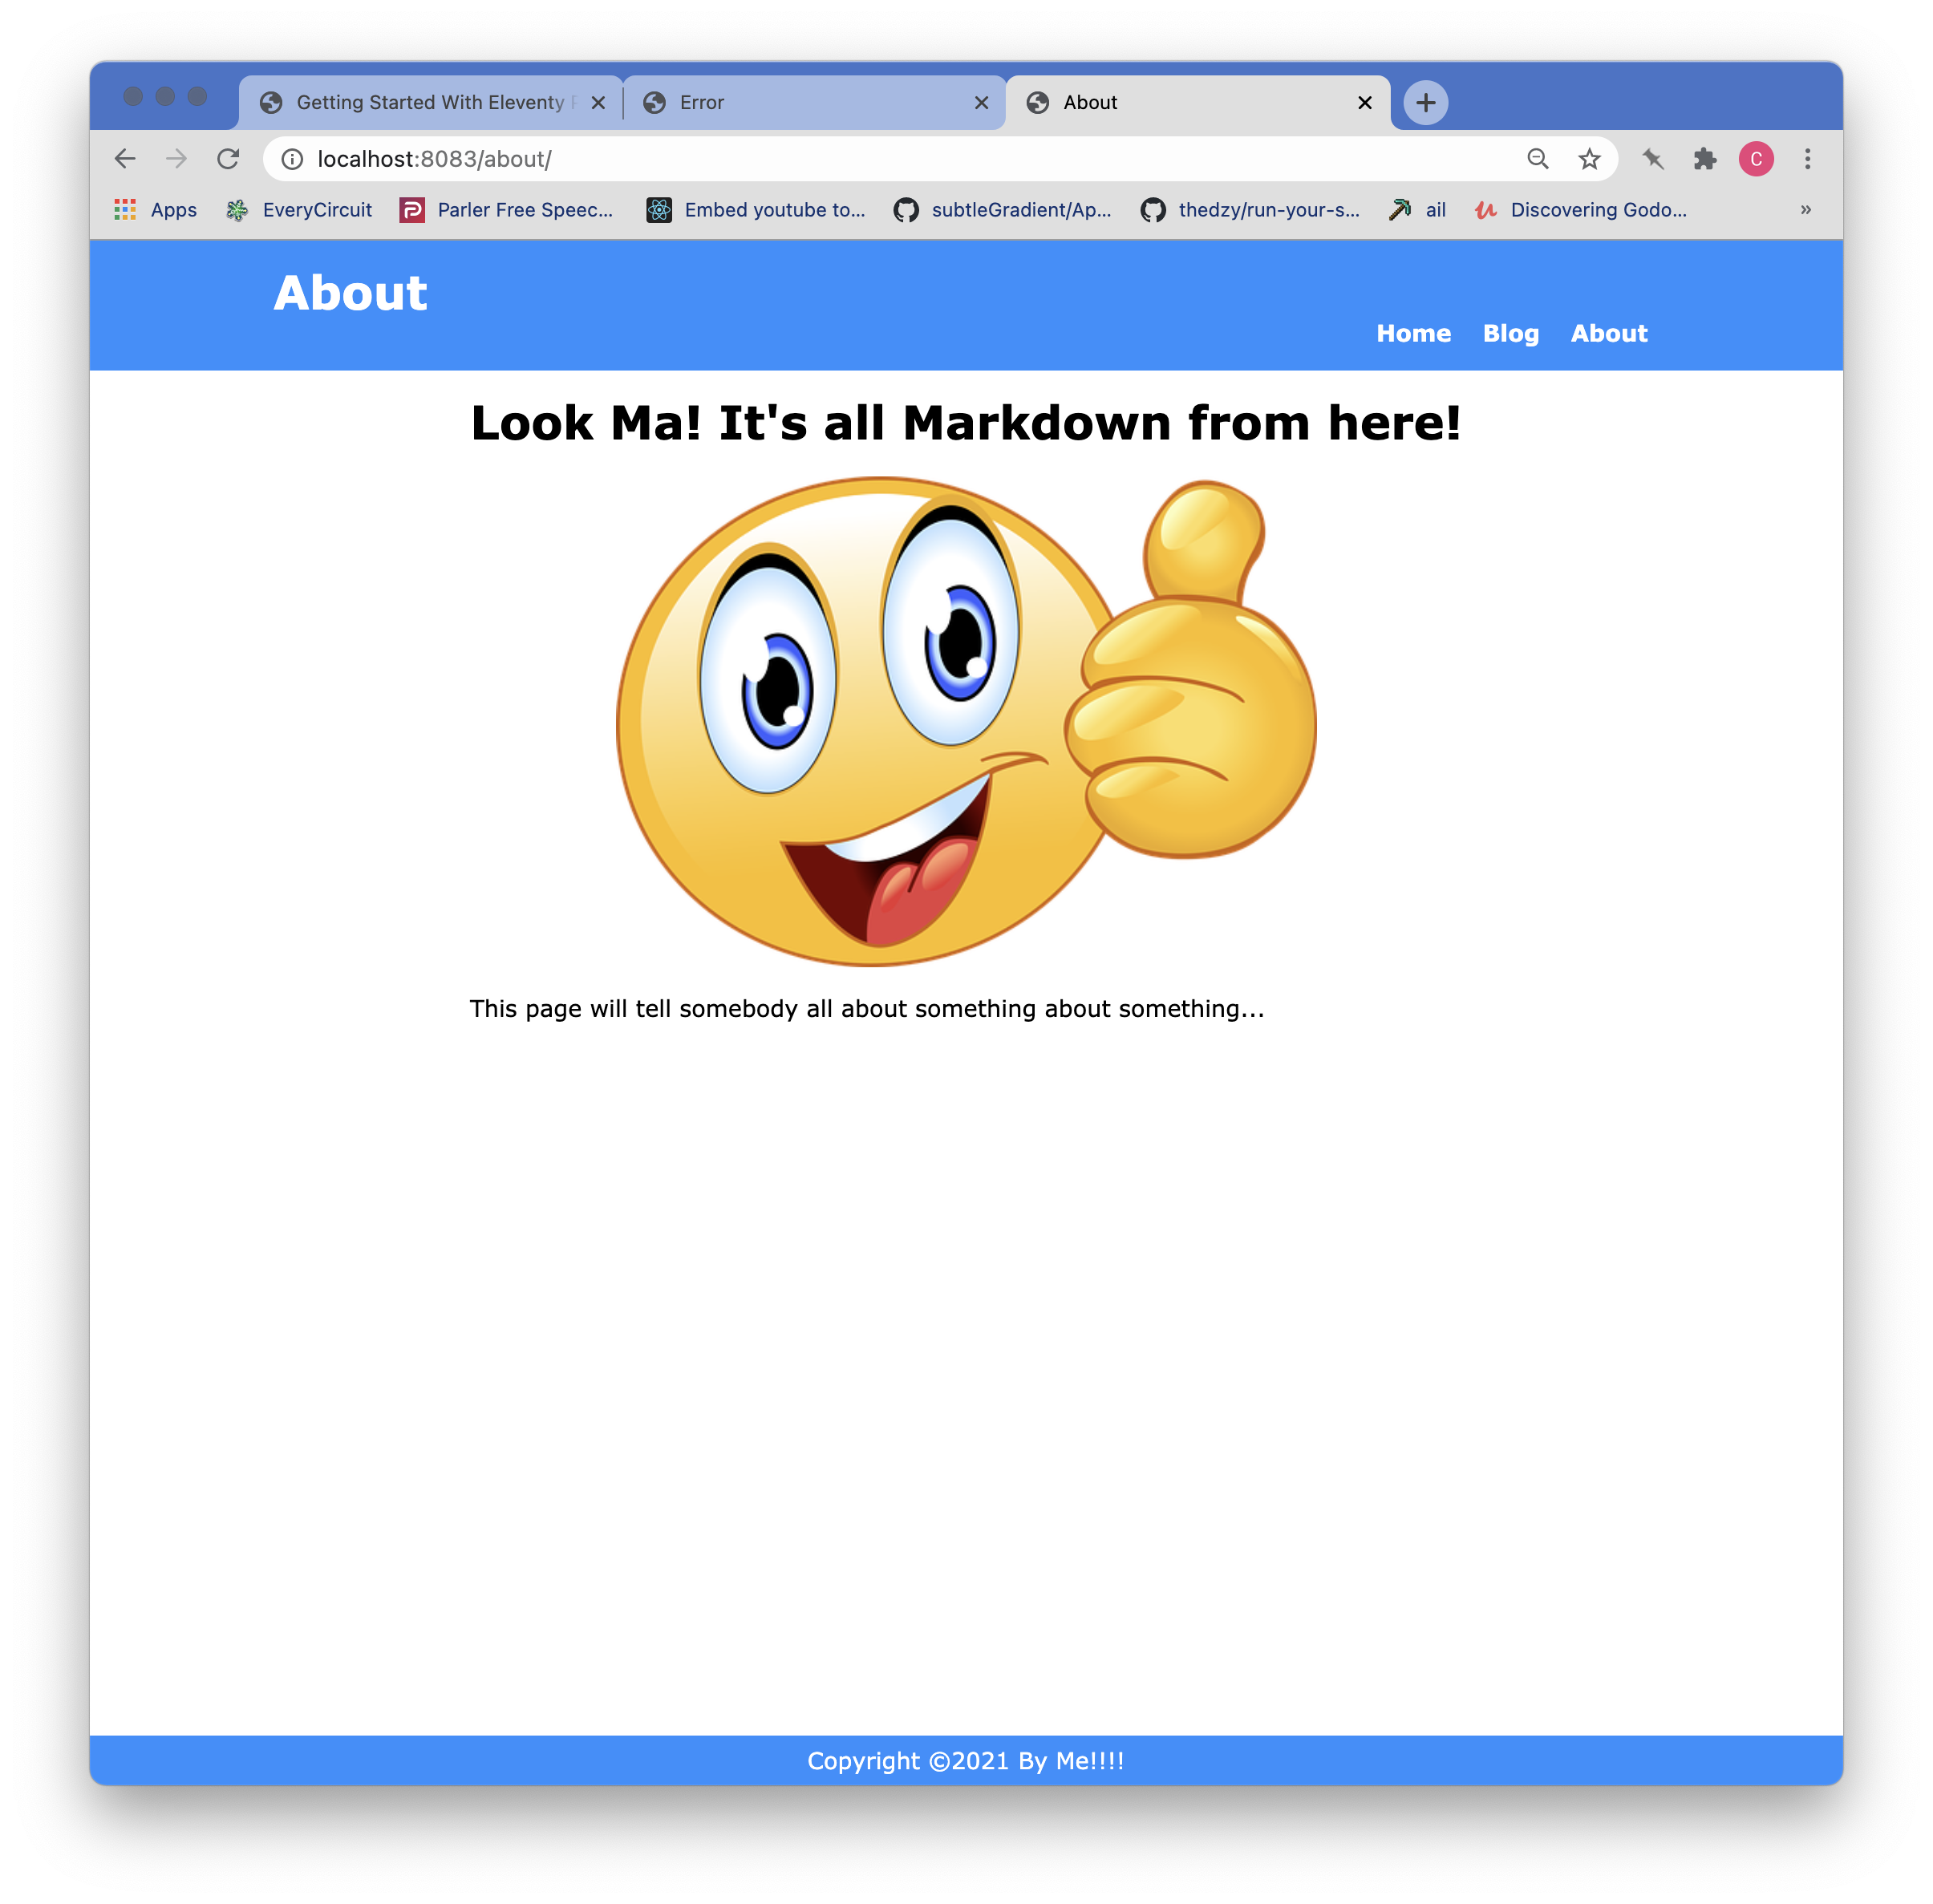 Getting Started With Eleventy
Error
About
localhost:8083/about/
C
Apps
EveryCircuit
Parler Free Speec...
Embed youtube to...
subtleGradient/Ap...
thedzy/run-your-s...
ail
Discovering Godo...
»
About
Home Blog About
Look Ma! It's all Markdown from here!
This page will tell somebody all about something about something...
Copyright ©2021 By Me!!!!